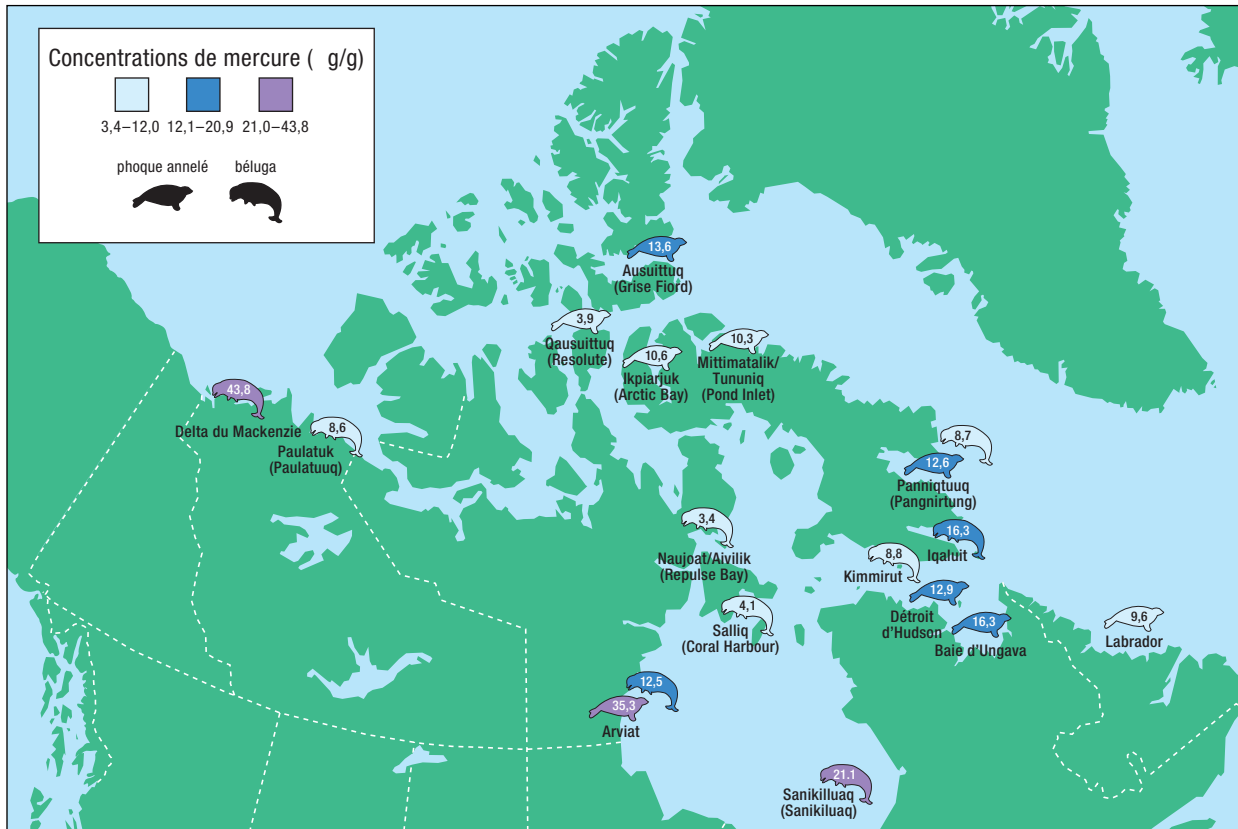 Concentrations de mercure ( g/g)
3,4–12,0 12,1–20,9 21,0–43,8
phoque annelé béluga
13,6
Ausuittuq
(Grise Fiord)
3,9
Qausuittuq
(Resolute)
10,6
Ikpiarjuk
(Arctic Bay)
10,3
Mittimatalik/
Tununiq
(Pond Inlet)
43,8
Delta du Mackenzie
8,6
Paulatuk
(Paulatuuq)
8,7
12,6
Panniqtuuq
(Pangnirtung)
3,4
Naujoat/Aivilik
(Repulse Bay)
16,3
Iqaluit
8,8
Kimmirut
4,1
Salliq
(Coral Harbour)
12,9
Détroit
d'Hudson
16,3
Baie d'Ungava
9,6
Labrador
12,5
35,3
Arviat
21.1
Sanikilluaq
(Sanikiluaq)